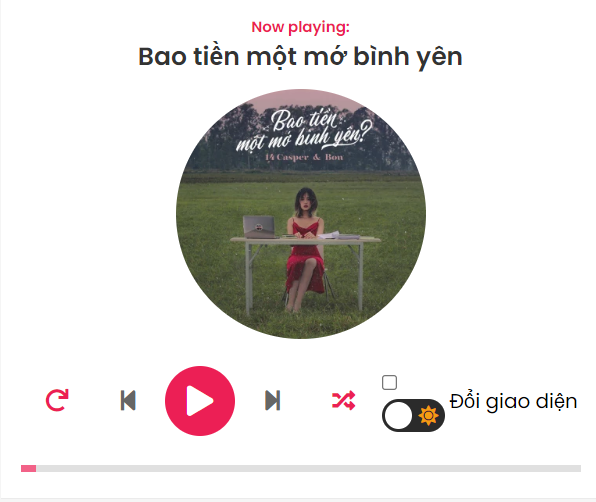 Now playing:
Bao tiền một mớ bình yên
Bao tiền
một mớ bình yên?
14 Casper & Bon
Đổi giao diện